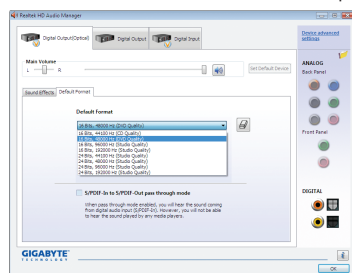 Realtek HD Audio Manager
Digital Output(Optical)
Digital Output
Digital Input
Device advanced settings
Main Volume
L
R
Set Default Device
Sound Effects
Default Format
Default Format
16 Bits, 48000 Hz (DVD Quality)
16 Bits, 44100 Hz (CD Quality)
16 Bits, 48000 Hz (DVD Quality)
16 Bits, 96000 Hz (Studio Quality)
16 Bits, 192000 Hz (Studio Quality)
24 Bits, 44100 Hz (Studio Quality)
24 Bits, 48000 Hz (Studio Quality)
24 Bits, 96000 Hz (Studio Quality)
24 Bits, 192000 Hz (Studio Quality)
S/PDIF-In to S/PDIF-Out pass through mode
When pass through mode enabled, you will hear the sound coming
from digital audio input (S/PDIF-In). However, you will not be able
to hear the sound played by any media players.
ANALOG
Back Panel
Front Panel
DIGITAL
GIGABYTE
TECHNOLOGY
i
OK